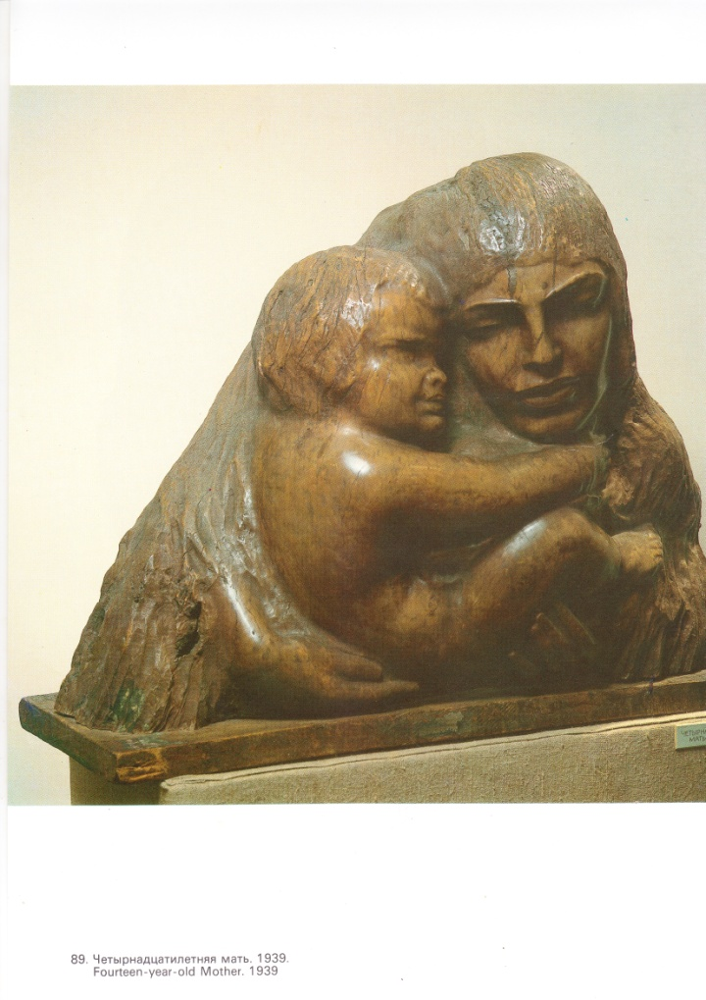 89. Четырнадцатилетняя мать. 1939.
Fourteen-year-old Mother. 1939